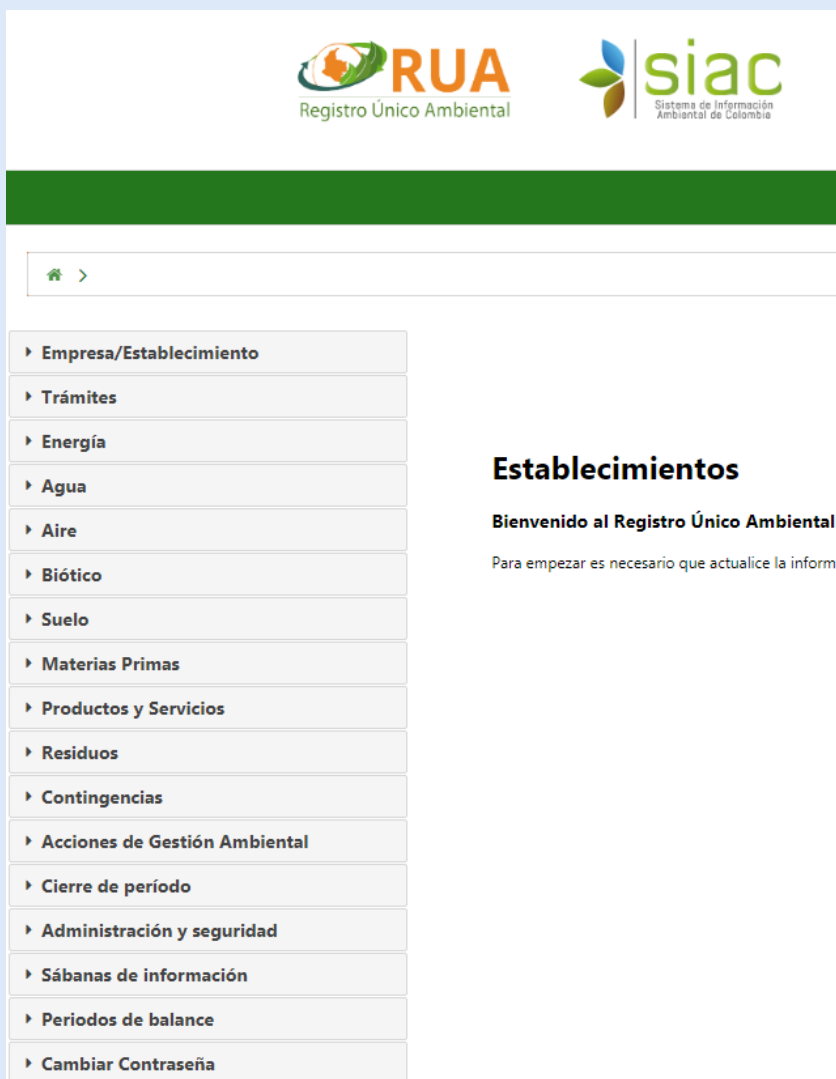 RUA
Registro Único Ambiental
siac
Sistema de Información
Ambiental de Colombia
Empresa/Establecimiento
Trámites
Energía
Agua
Aire
Biótico
Suelo
Materias Primas
Productos y Servicios
Residuos
Contingencias
Acciones de Gestión Ambiental
Cierre de período
Administración y seguridad
Sábanas de información
Periodos de balance
Cambiar Contraseña
Establecimientos
Bienvenido al Registro Único Ambiental
Para empezar es necesario que actualice la inform